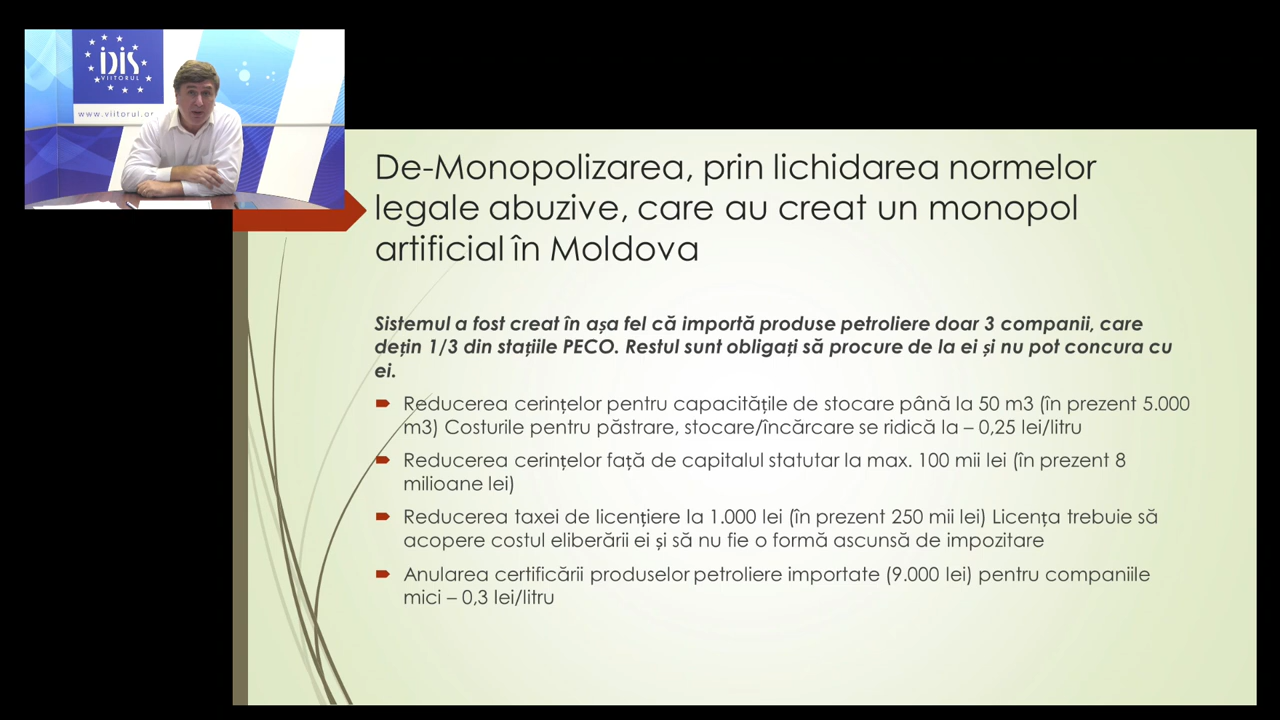 IDIS
VIITORUL
www.viitorul.or
De-Monopolizarea, prin lichidarea normelor
legale abuzive, care au creat un monopol
artificial în Moldova
Sistemul a fost creat în așa fel că importă produse petroliere doar 3 companii, care
dețin 1/3 din stațiile PECO. Restul sunt obligați să procure de la ei și nu pot concura cu
ei.
Reducerea cerințelor pentru capacitățile de stocare până la 50 m3 (în prezent 5.000
m3) Costurile pentru păstrare, stocare/încărcare se ridică la – 0,25 lei/litru
Reducerea cerințelor față de capitalul statutar la max. 100 mii lei (în prezent 8
milioane lei)
Reducerea taxei de licențiere la 1.000 lei (în prezent 250 mii lei) Licența trebuie să
acopere costul eliberării ei și să nu fie o formă ascunsă de impozitare
Anularea certificării produselor petroliere importate (9.000 lei) pentru companiile
mici – 0,3 lei/litru